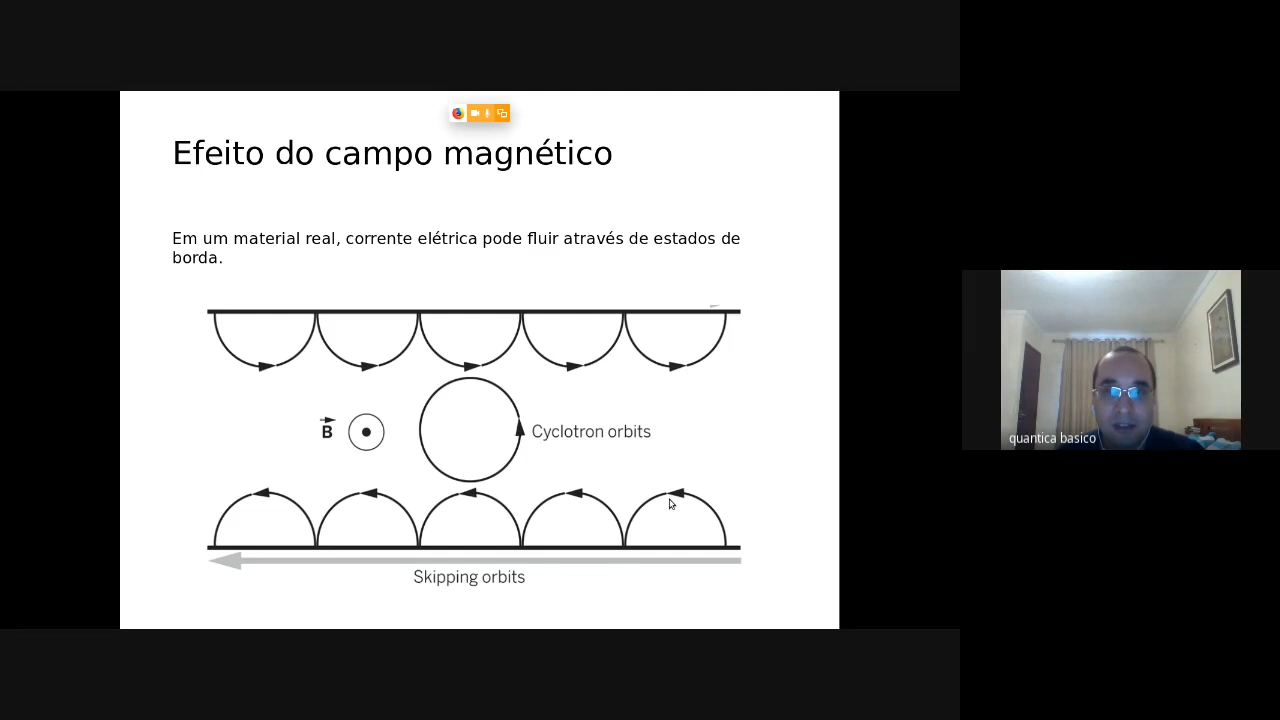 Efeito do campo magnético
Em um material real, corrente elétrica pode fluir através de estados de
borda.
B
Cyclotron orbits
Skipping orbits
quantica basico